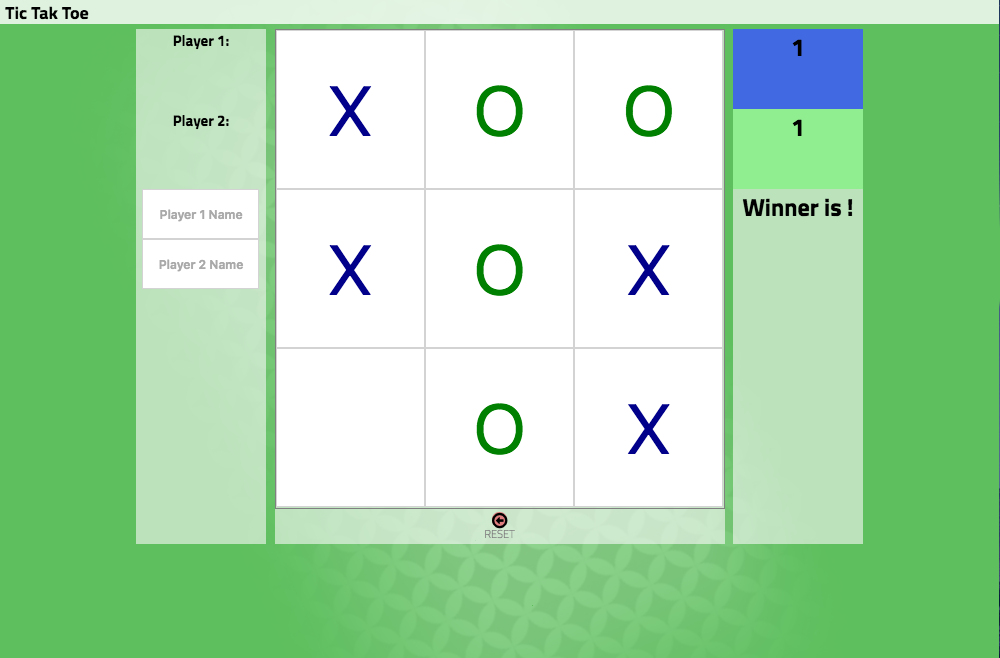 Tic Tak Toe
Player 1:
Player 2:
Player 1 Name
Player 2 Name
X O O
X O X
O X
RESET
1
1
Winner is !